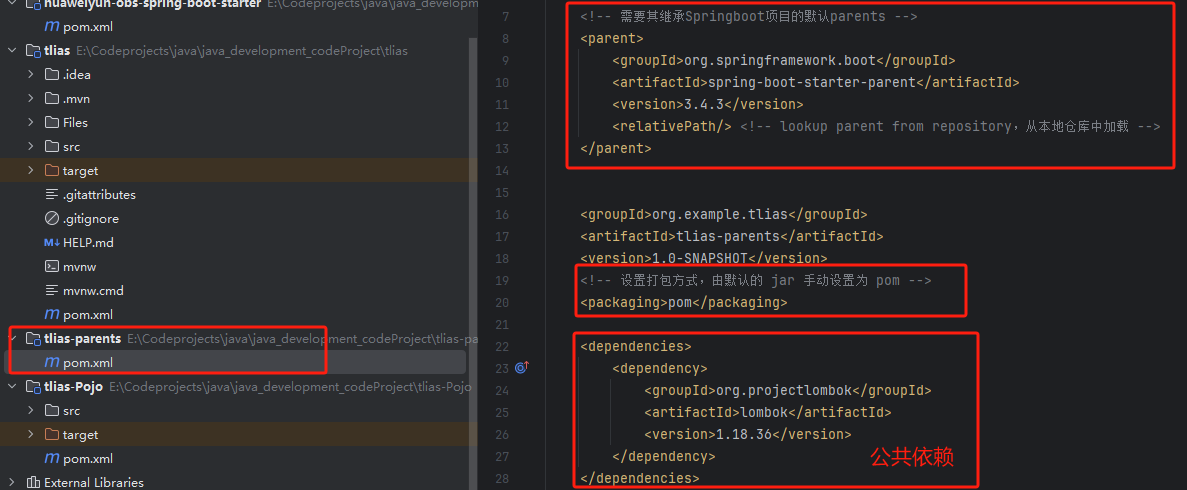 huaweiyun-obs-spring-boot-starter E:\Codeprojects\java\java_developm
pom.xml
tlias E:\Codeprojects\java\java_development_codeProject\tlias
.idea
.mvn
Files
src
target
.gitattributes
.gitignore
M↓ HELP.md
mvnw
mvnw.cmd
pom.xml
tlias-parents E:\Codeprojects\java\java_development_codeProject\tlias-pa
pom.xml
tlias-Pojo E:\Codeprojects\java\java_development_codeProject\tlias-Pojo
src
target
pom.xml
External Libraries
7 <!-- 需要其继承Springboot项目的默认parents -->
8 <parent>
9 <groupId>org.springframework.boot</groupId>
10 <artifactId>spring-boot-starter-parent</artifactId>
11 <version>3.4.3</version>
12 <relativePath/> <!-- lookup parent from repository，从本地仓库中加载 -->
13 </parent>
14
15
16 <groupId>org.example.tlias</groupId>
17 <artifactId>tlias-parents</artifactId>
18 <version>1.0-SNAPSHOT</version>
19 <!-- 设置打包方式，由默认的 jar 手动设置为 pom -->
20 <packaging>pom</packaging>
21
22 <dependencies>
23 <dependency>
24 <groupId>org.projectlombok</groupId>
25 <artifactId>lombok</artifactId>
26 <version>1.18.36</version>
27 </dependency>
公共依赖
28 </dependencies>